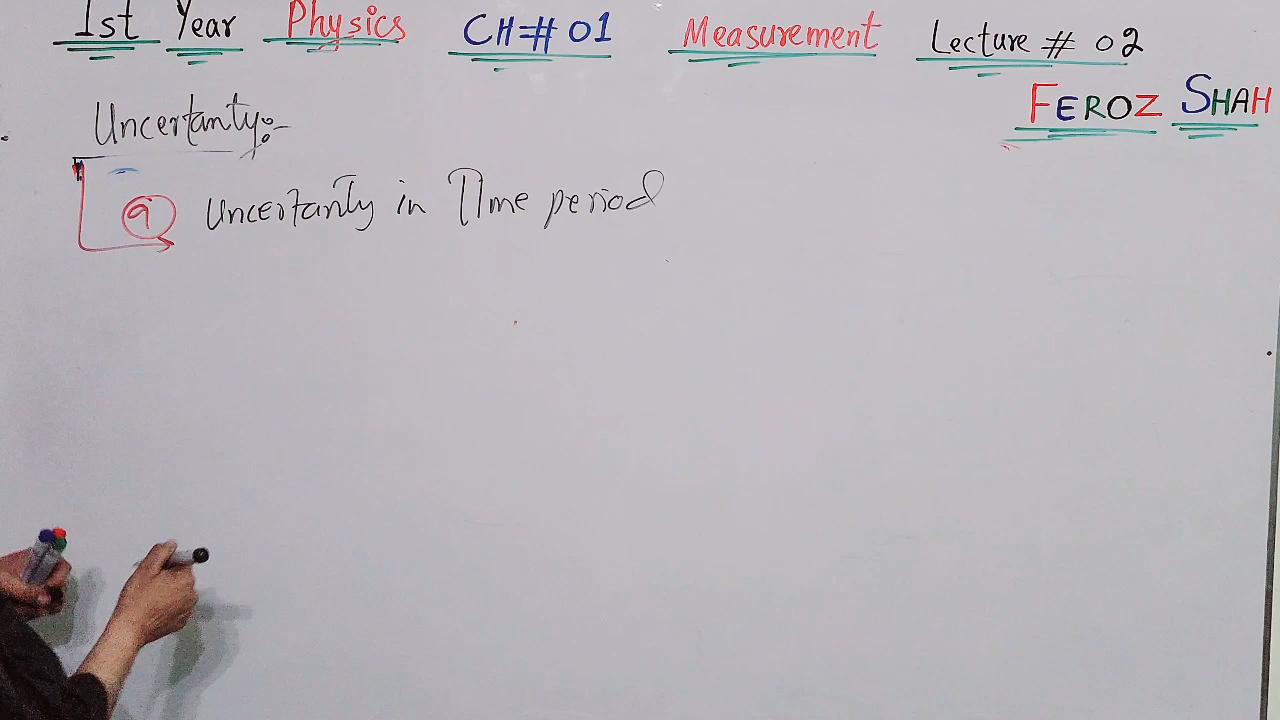 1st Year Physics CH# 01 Measurement Lecture # 02
FEROZ SHAH
Uncertanty:-
a Uncertanty in Time period